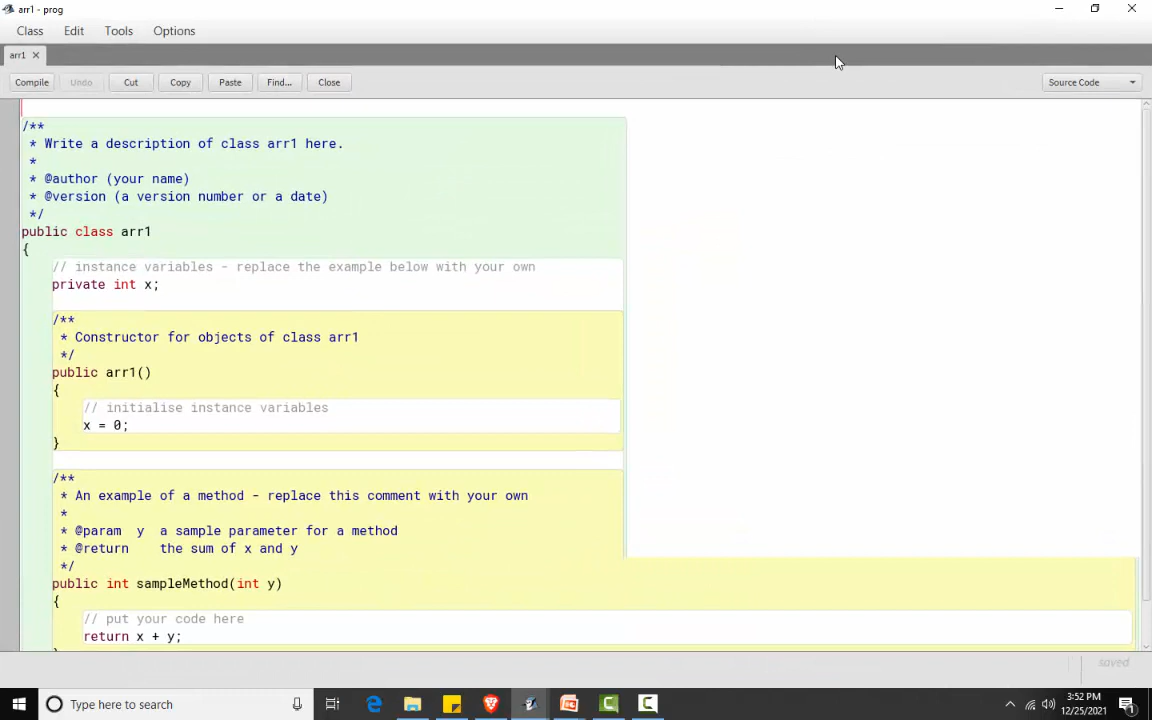 arr1 - prog
Class Edit Tools Options
arr1
Compile Undo Cut Copy Paste Find... Close Source Code
/**
 * Write a description of class arr1 here.
 *
 * @author (your name)
 * @version (a version number or a date)
 */
public class arr1
{
    // instance variables - replace the example below with your own
    private int x;
    /**
     * Constructor for objects of class arr1
     */
    public arr1()
    {
        // initialise instance variables
        x = 0;
    }
    /**
     * An example of a method - replace this comment with your own
     *
     * @param  y  a sample parameter for a method
     * @return    the sum of x and y
     */
    public int sampleMethod(int y)
    {
        // put your code here
        return x + y;
    }
saved
Type here to search
3:52 PM
12/25/2021
1